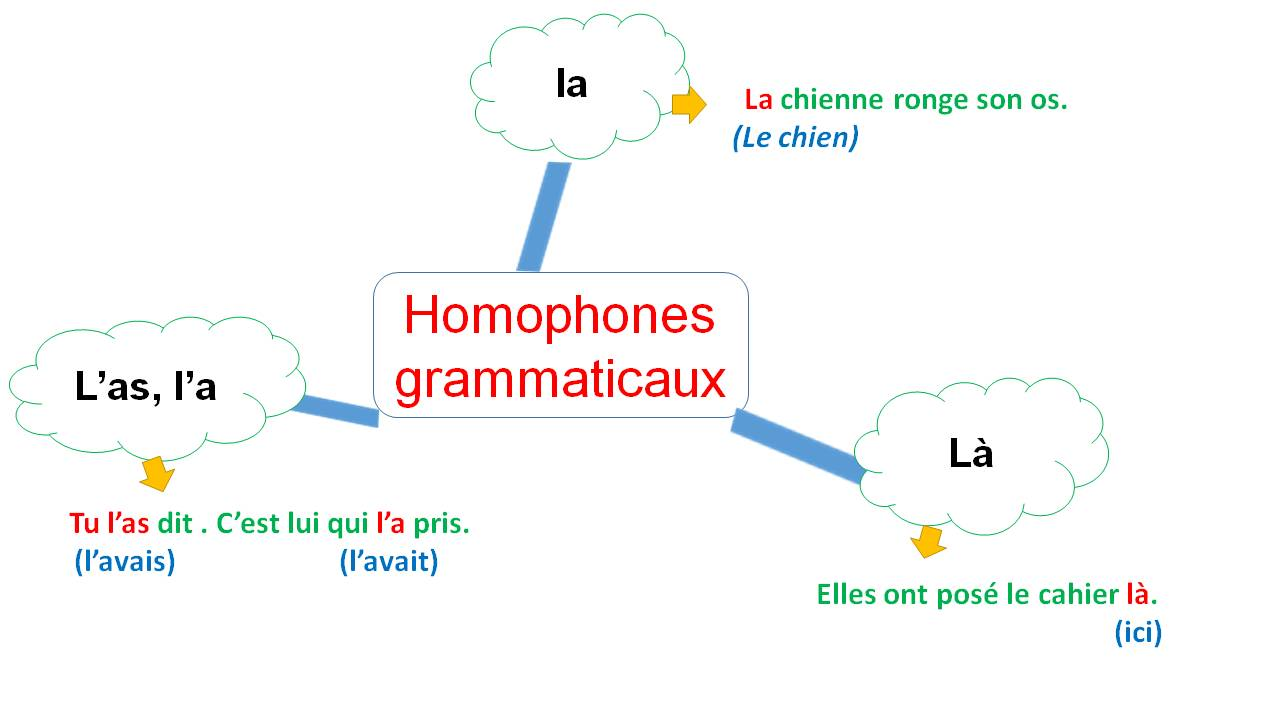 la
La chienne ronge son os.
(Le chien)
Homophones
grammaticaux
L’as, l’a
Là
Tu l’as dit . C’est lui qui l’a pris.
(l’avais) (l’avait)
Elles ont posé le cahier là.
(ici)